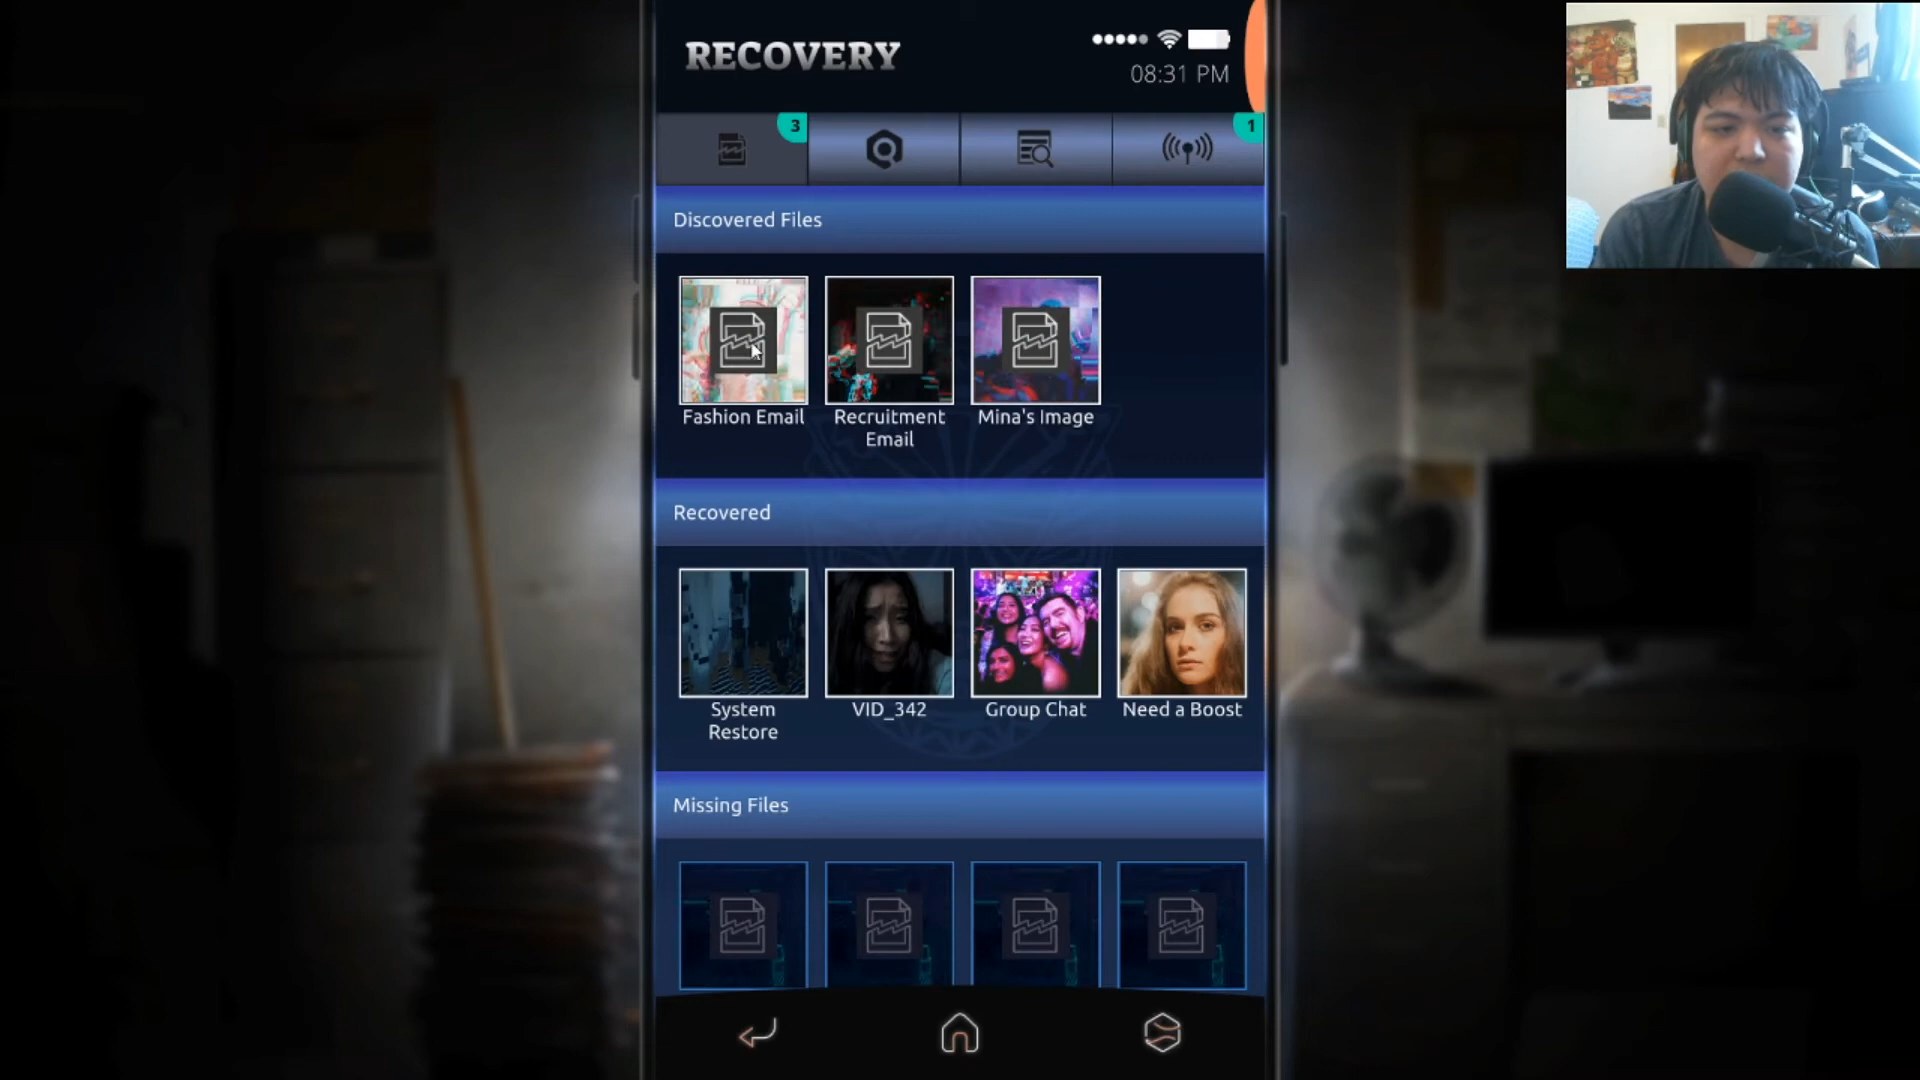 RECOVERY
08:31 PM
3
1
Discovered Files
Fashion Email
Recruitment
Email
Mina's Image
Recovered
System
Restore
VID_342
Group Chat
Need a Boost
Missing Files